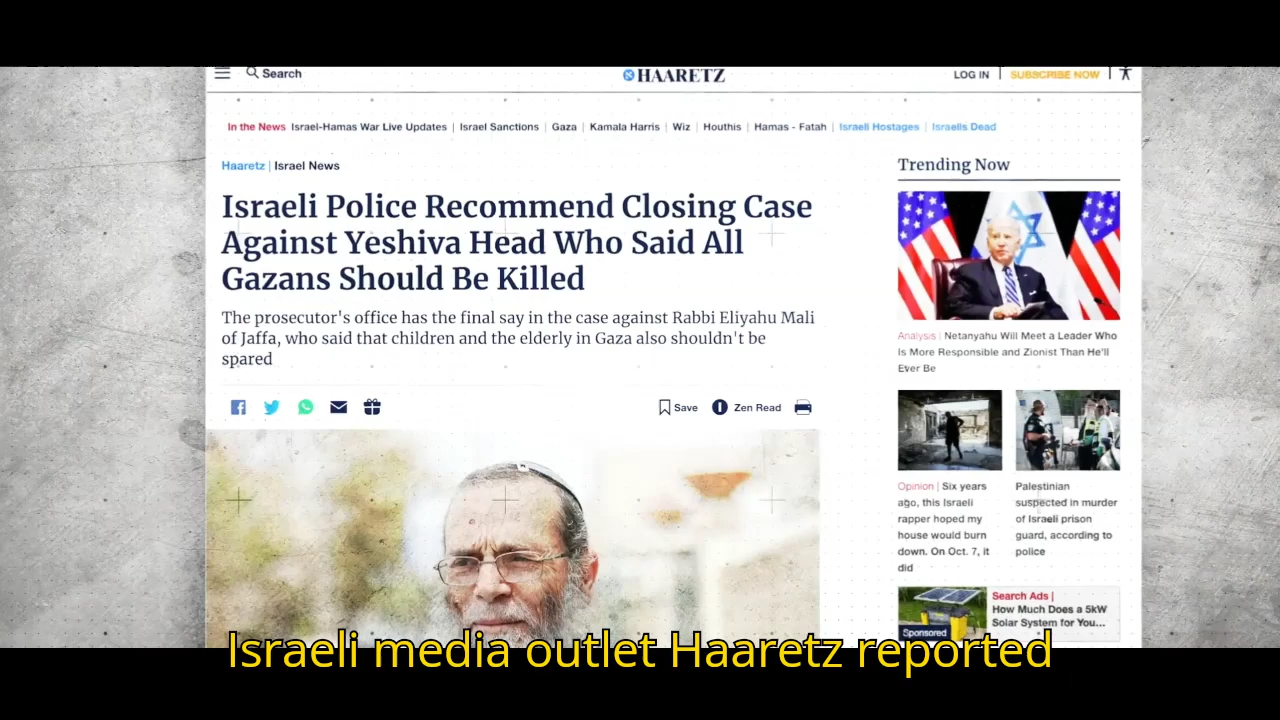 Search
HAARETZ
LOG IN
SUBSCRIBE NOW
In the News Israel-Hamas War Live Updates | Israel Sanctions | Gaza | Kamala Harris | Wiz | Houthis | Hamas - Fatah | Israeli Hostages | Israelis Dead
Haaretz | Israel News
Israeli Police Recommend Closing Case
Against Yeshiva Head Who Said All
Gazans Should Be Killed
The prosecutor's office has the final say in the case against Rabbi Eliyahu Mali
of Jaffa, who said that children and the elderly in Gaza also shouldn't be
spared
Save
Zen Read
Trending Now
Analysis | Netanyahu Will Meet a Leader Who
Is More Responsible and Zionist Than He'll
Ever Be
Opinion | Six years
ago, this Israeli
rapper hoped my
house would burn
down. On Oct. 7, it
did
Palestinian
suspected in murder
of Israeli prison
guard, according to
police
Search Ads |
How Much Does a 5kW
Solar System for You...
Sponsored
Israeli media outlet Haaretz reported